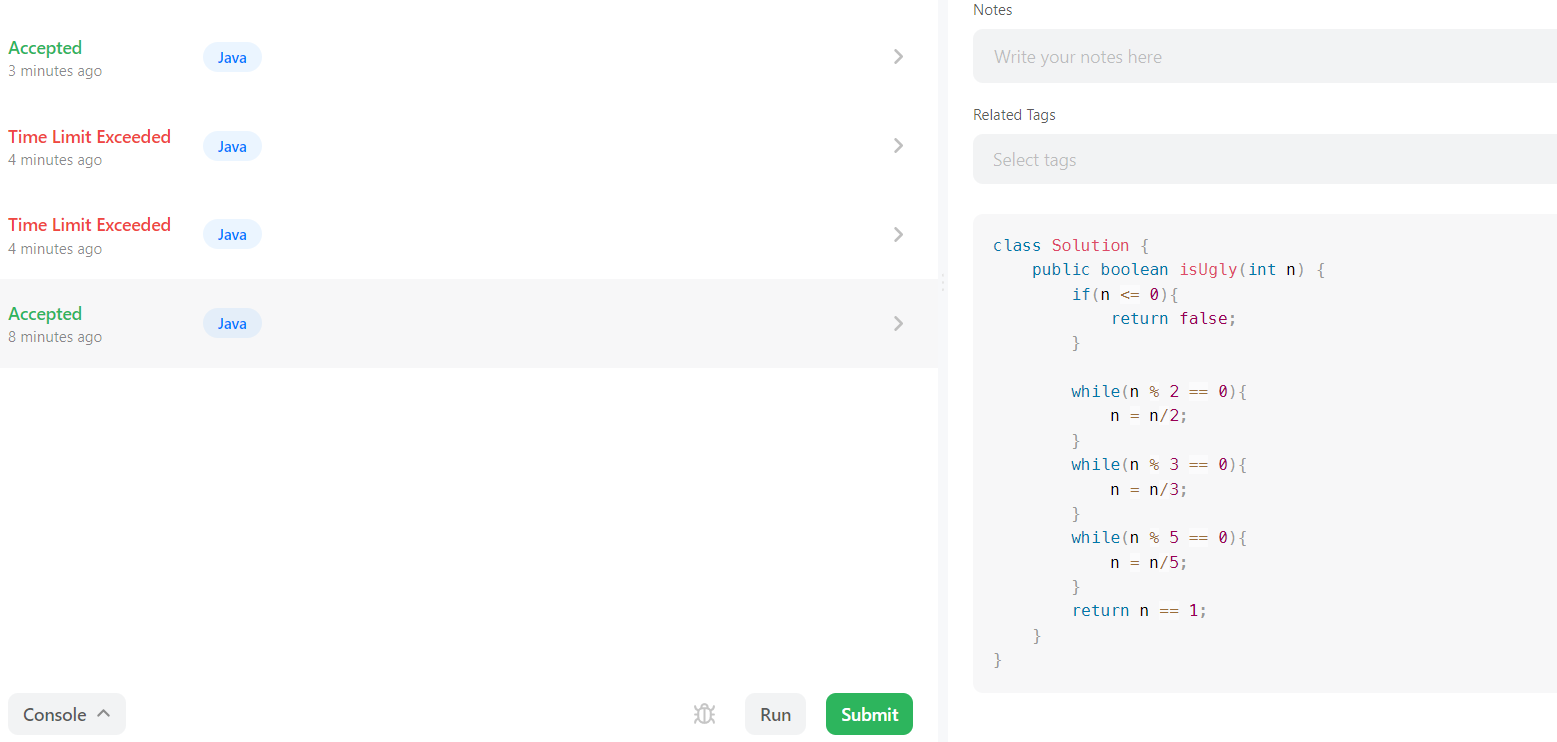 Accepted
3 minutes ago
Java
Time Limit Exceeded
4 minutes ago
Java
Time Limit Exceeded
4 minutes ago
Java
Accepted
8 minutes ago
Java
Console
Run
Submit
Notes
Write your notes here
Related Tags
Select tags
class Solution {
    public boolean isUgly(int n) {
        if(n <= 0){
            return false;
        }

        while(n % 2 == 0){
            n = n/2;
        }
        while(n % 3 == 0){
            n = n/3;
        }
        while(n % 5 == 0){
            n = n/5;
        }
        return n == 1;
    }
}